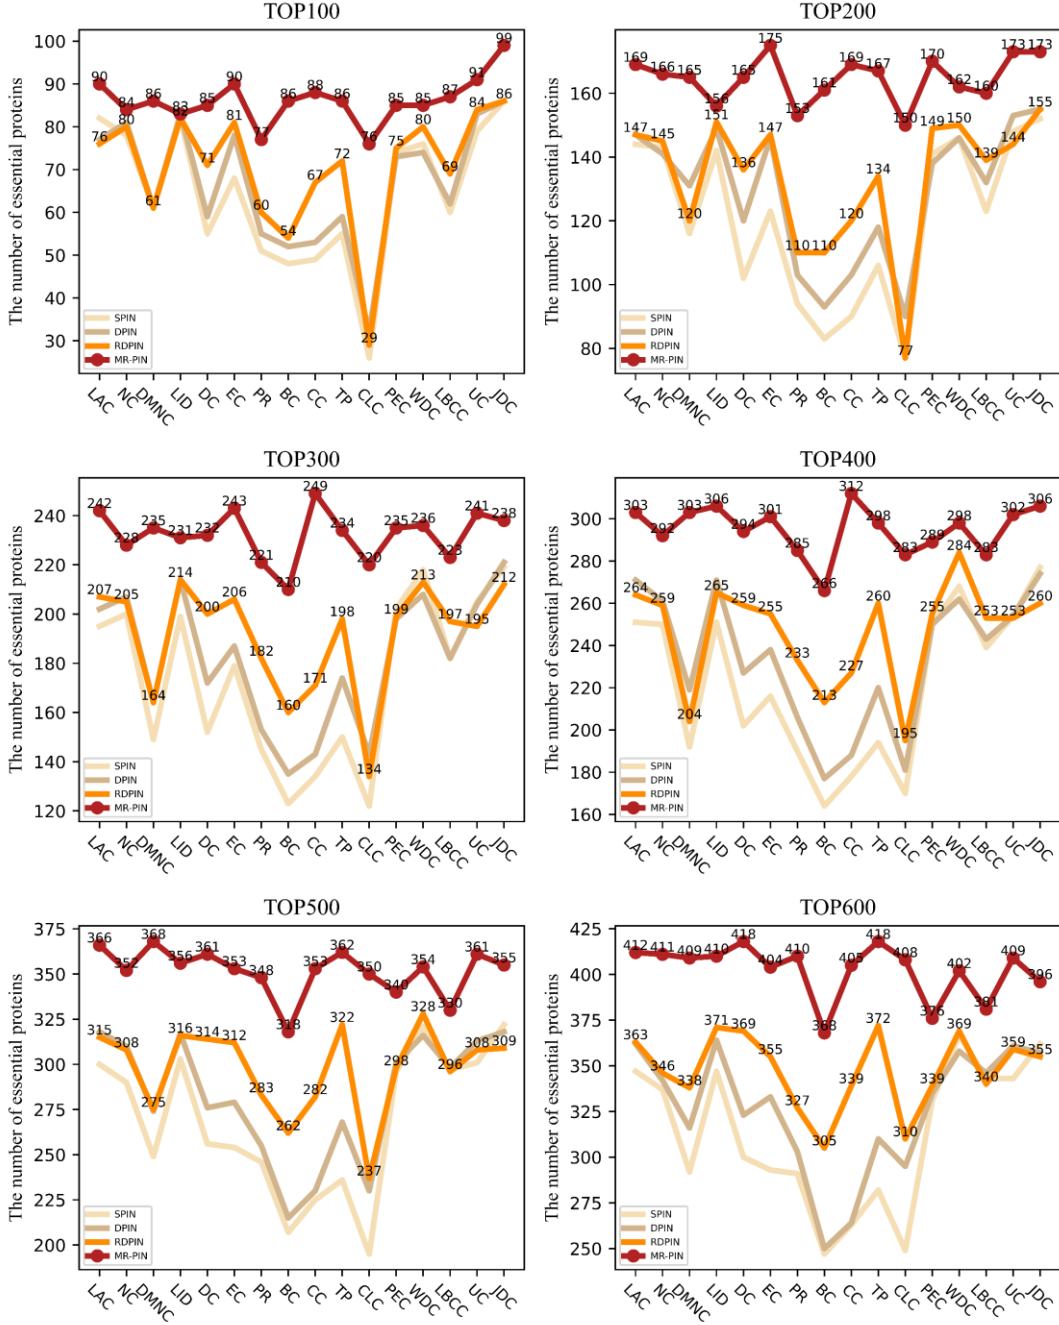 TOP100
The number of essential proteins
100
90
80
70
60
50
40
30
90 84 86 83 85 90 77 86 88 86 76 85 85 87 91 99
76 80 61 82 71 81 60 54 67 72 29 75 80 69 84 86
SPIN
DPIN
RDPIN
MR-PIN
LAC NC DMNC LID DC EC PR BC CC TP CLC PEC WDC LBCC UC JDC
TOP200
The number of essential proteins
160
140
120
100
80
169 166 165 156 165 175 153 161 169 167 150 170 162 160 173 173
147 145 120 151 136 147 110 110 120 134 77 149 150 139 144 155
SPIN
DPIN
RDPIN
MR-PIN
LAC NC DMNC LID DC EC PR BC CC TP CLC PEC WDC LBCC UC JDC
TOP300
The number of essential proteins
240
220
200
180
160
140
120
242 228 235 231 232 243 221 210 249 234 220 235 236 223 241 238
207 205 164 214 200 206 182 160 171 198 134 199 213 197 195 212
SPIN
DPIN
RDPIN
MR-PIN
LAC NC DMNC LID DC EC PR BC CC TP CLC PEC WDC LBCC UC JDC
TOP400
The number of essential proteins
300
280
260
240
220
200
180
160
303 292 303 306 294 301 285 266 312 298 283 289 298 283 302 306
264 259 204 265 259 255 233 213 227 260 195 255 284 253 253 260
SPIN
DPIN
RDPIN
MR-PIN
LAC NC DMNC LID DC EC PR BC CC TP CLC PEC WDC LBCC UC JDC
TOP500
The number of essential proteins
375
350
325
300
275
250
225
200
366 352 368 356 361 353 348 318 353 362 350 340 354 330 361 355
315 308 275 316 314 312 283 262 282 322 237 298 328 296 308 309
SPIN
DPIN
RDPIN
MR-PIN
LAC NC DMNC LID DC EC PR BC CC TP CLC PEC WDC LBCC UC JDC
TOP600
The number of essential proteins
425
400
375
350
325
300
275
250
412 411 409 410 418 404 410 368 405 418 408 376 402 381 409 396
363 346 338 371 369 355 327 305 339 372 310 339 369 340 359 355
SPIN
DPIN
RDPIN
MR-PIN
LAC NC DMNC LID DC EC PR BC CC TP CLC PEC WDC LBCC UC JDC